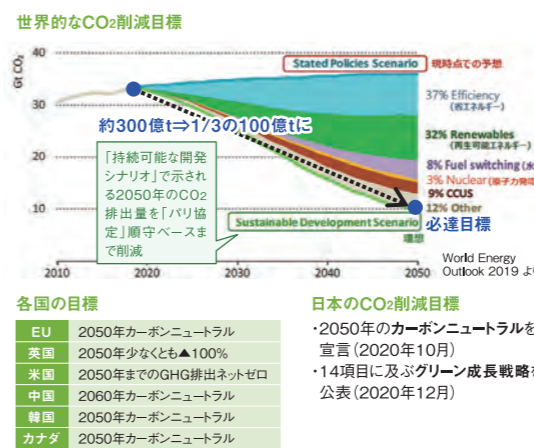 世界的なCO2削減目標
Gt CO2
40
30
20
10
2010
2020
2030
2040
2050
Stated Policies Scenario
現時点での予想
37% Efficiency
(省エネルギー)
32% Renewables
(再生可能エネルギー)
8% Fuel switching (水
3% Nuclear (原子力発電
9% CCUS
12% Other
必達目標
約300億t⇒1/3の100億tに
「持続可能な開発
シナリオ」で示され
る2050年のCO2
排出量を「パリ協
定」順守ベースま
で削減
Sustainable Development Scenario
理想
World Energy
Outlook 2019 より
各国の目標
EU 2050年カーボンニュートラル
英国 2050年少なくとも▲100%
米国 2050年までのGHG排出ネットゼロ
中国 2060年カーボンニュートラル
韓国 2050年カーボンニュートラル
カナダ 2050年カーボンニュートラル
日本のCO2削減目標
・2050年のカーボンニュートラルを
宣言(2020年10月)
・14項目に及ぶグリーン成長戦略を
公表(2020年12月)